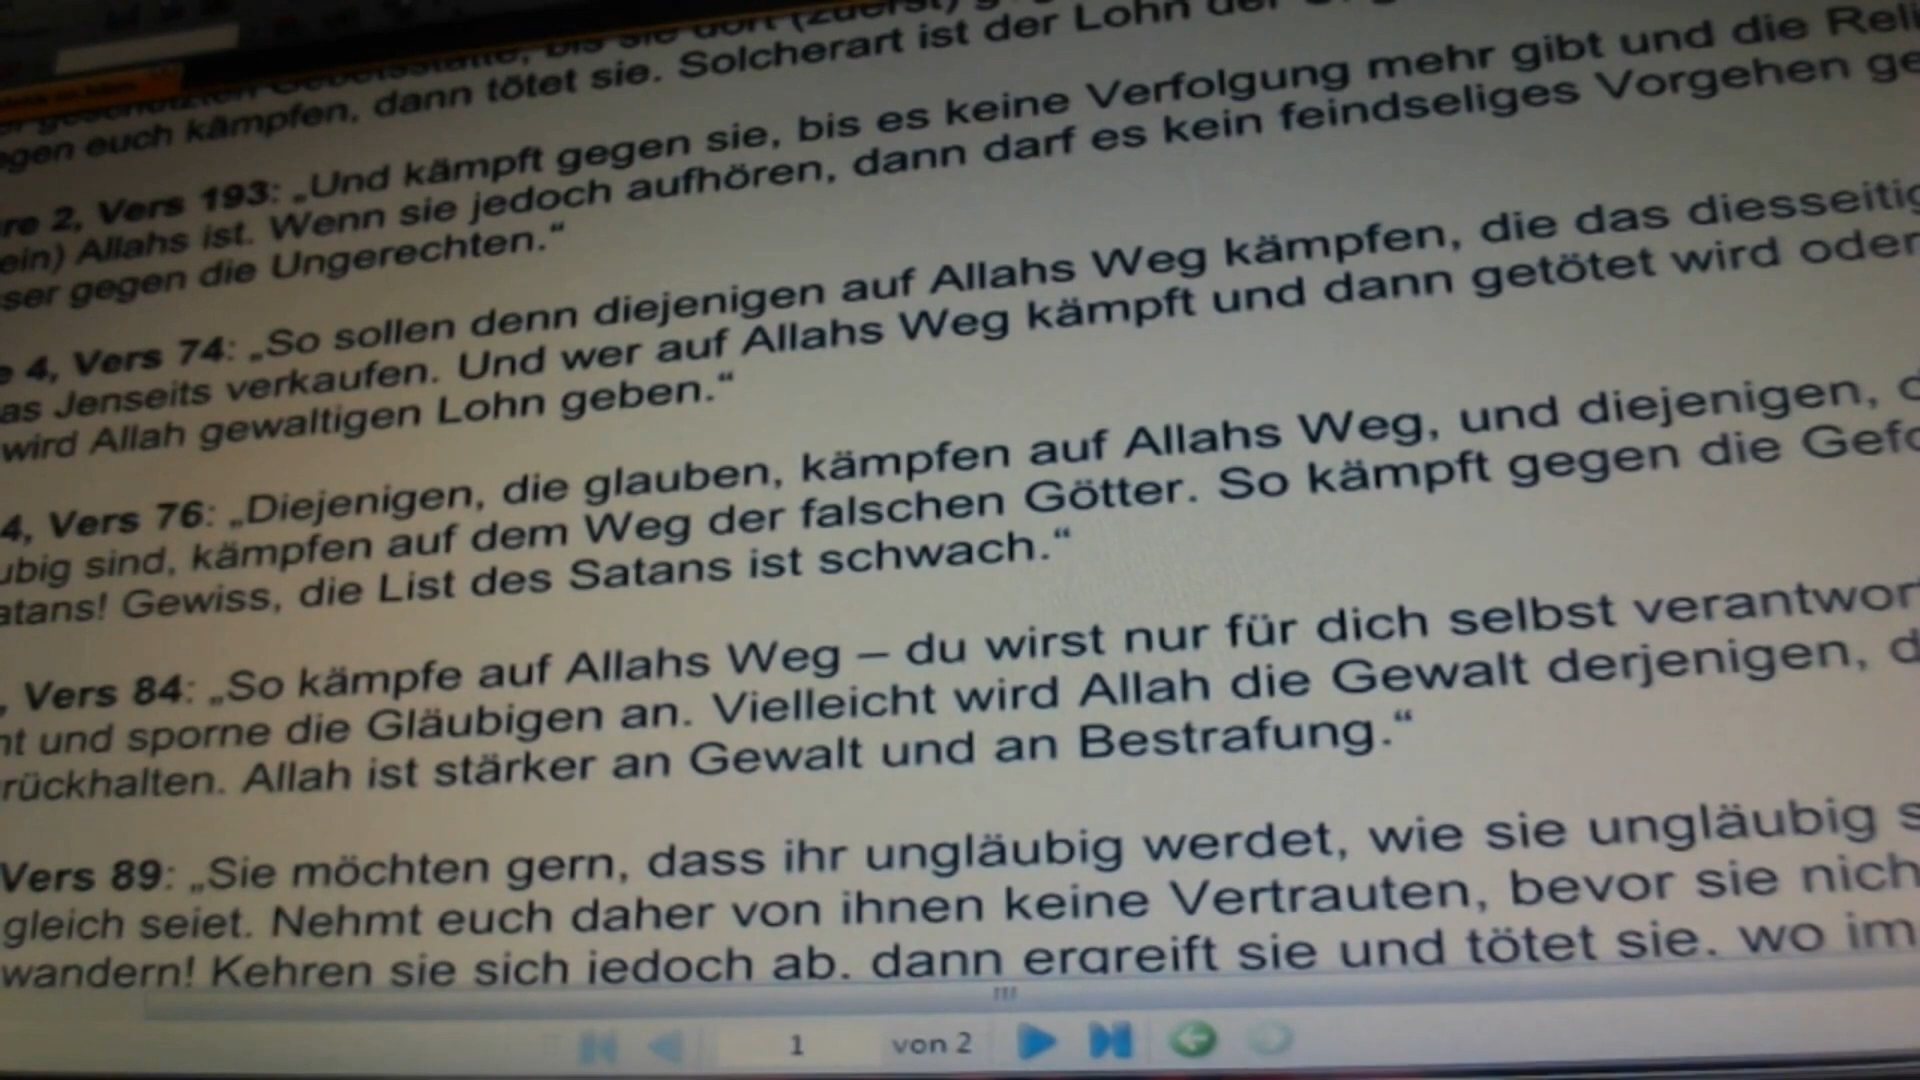 gegen euch kämpfen, dann tötet sie. Solcherart ist der Lohn der
re 2, Vers 193: „Und kämpft gegen sie, bis es keine Verfolgung mehr gibt und die Reli
ein) Allahs ist. Wenn sie jedoch aufhören, dann darf es kein feindseliges Vorgehen ge
ser gegen die Ungerechten.“
e 4, Vers 74: „So sollen denn diejenigen auf Allahs Weg kämpfen, die das diesseitig
as Jenseits verkaufen. Und wer auf Allahs Weg kämpft und dann getötet wird oder
wird Allah gewaltigen Lohn geben.“
4, Vers 76: „Diejenigen, die glauben, kämpfen auf Allahs Weg, und diejenigen, d
ubig sind, kämpfen auf dem Weg der falschen Götter. So kämpft gegen die Gefo
atans! Gewiss, die List des Satans ist schwach.“
, Vers 84: „So kämpfe auf Allahs Weg – du wirst nur für dich selbst verantwor
ht und sporne die Gläubigen an. Vielleicht wird Allah die Gewalt derjenigen, d
rückhalten. Allah ist stärker an Gewalt und an Bestrafung.“
Vers 89: „Sie möchten gern, dass ihr ungläubig werdet, wie sie ungläubig s
gleich seiet. Nehmt euch daher von ihnen keine Vertrauten, bevor sie nich
wandern! Kehren sie sich jedoch ab, dann ergreift sie und tötet sie, wo im
1 von 2